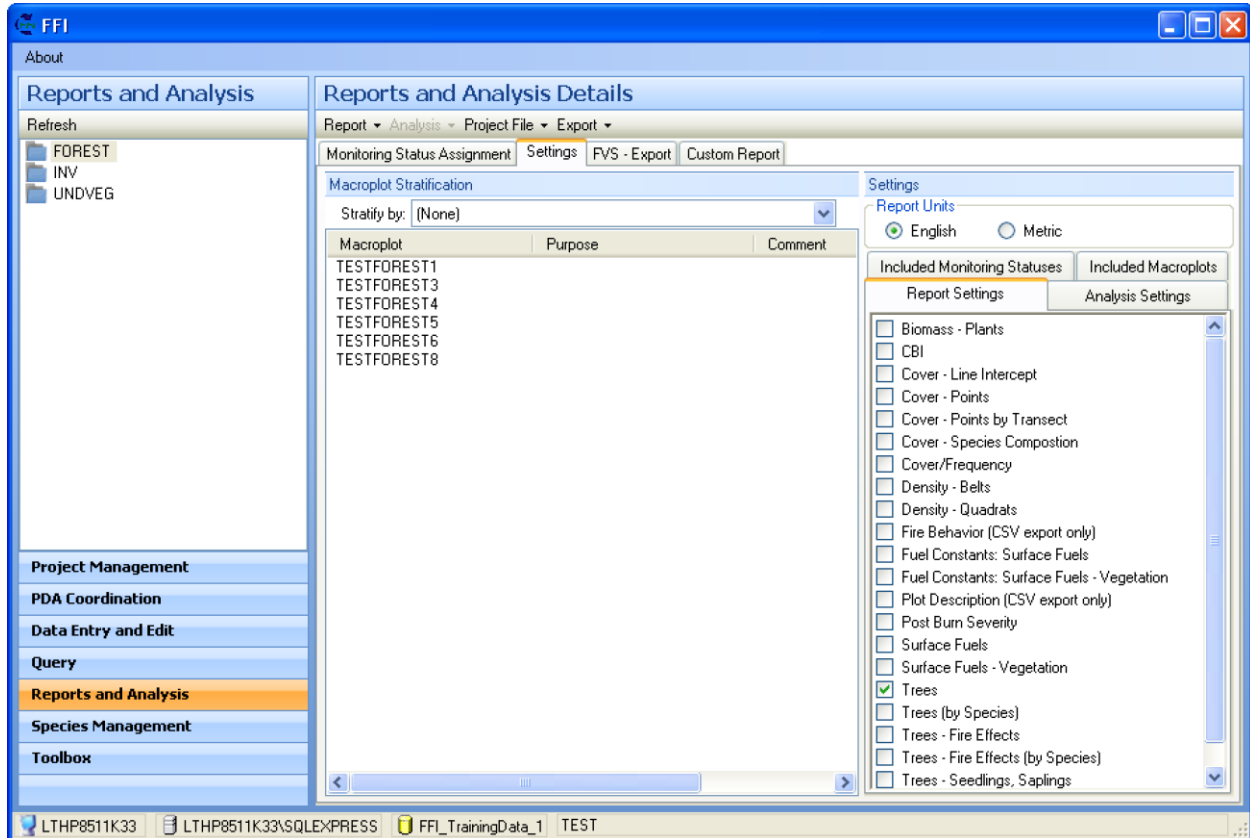 FFI
About
Reports and Analysis
Refresh
FOREST
INV
UNDVEG
Project Management
PDA Coordination
Data Entry and Edit
Query
Reports and Analysis
Species Management
Toolbox
Reports and Analysis Details
Report Analysis Project File Export
Monitoring Status Assignment Settings FVS - Export Custom Report
Macroplot Stratification
Stratify by: (None)
Macroplot Purpose Comment
TESTFOREST1
TESTFOREST3
TESTFOREST4
TESTFOREST5
TESTFOREST6
TESTFOREST8
Settings
Report Units
English Metric
Included Monitoring Statuses Included Macroplots
Report Settings Analysis Settings
Biomass - Plants
CBI
Cover - Line Intercept
Cover - Points
Cover - Points by Transect
Cover - Species Compostion
Cover/Frequency
Density - Belts
Density - Quadrats
Fire Behavior (CSV export only)
Fuel Constants: Surface Fuels
Fuel Constants: Surface Fuels - Vegetation
Plot Description (CSV export only)
Post Burn Severity
Surface Fuels
Surface Fuels - Vegetation
Trees
Trees (by Species)
Trees - Fire Effects
Trees - Fire Effects (by Species)
Trees - Seedlings, Saplings
LTHP8511K33 LTHP8511K33\SQLEXPRESS FFI_TrainingData_1 TEST